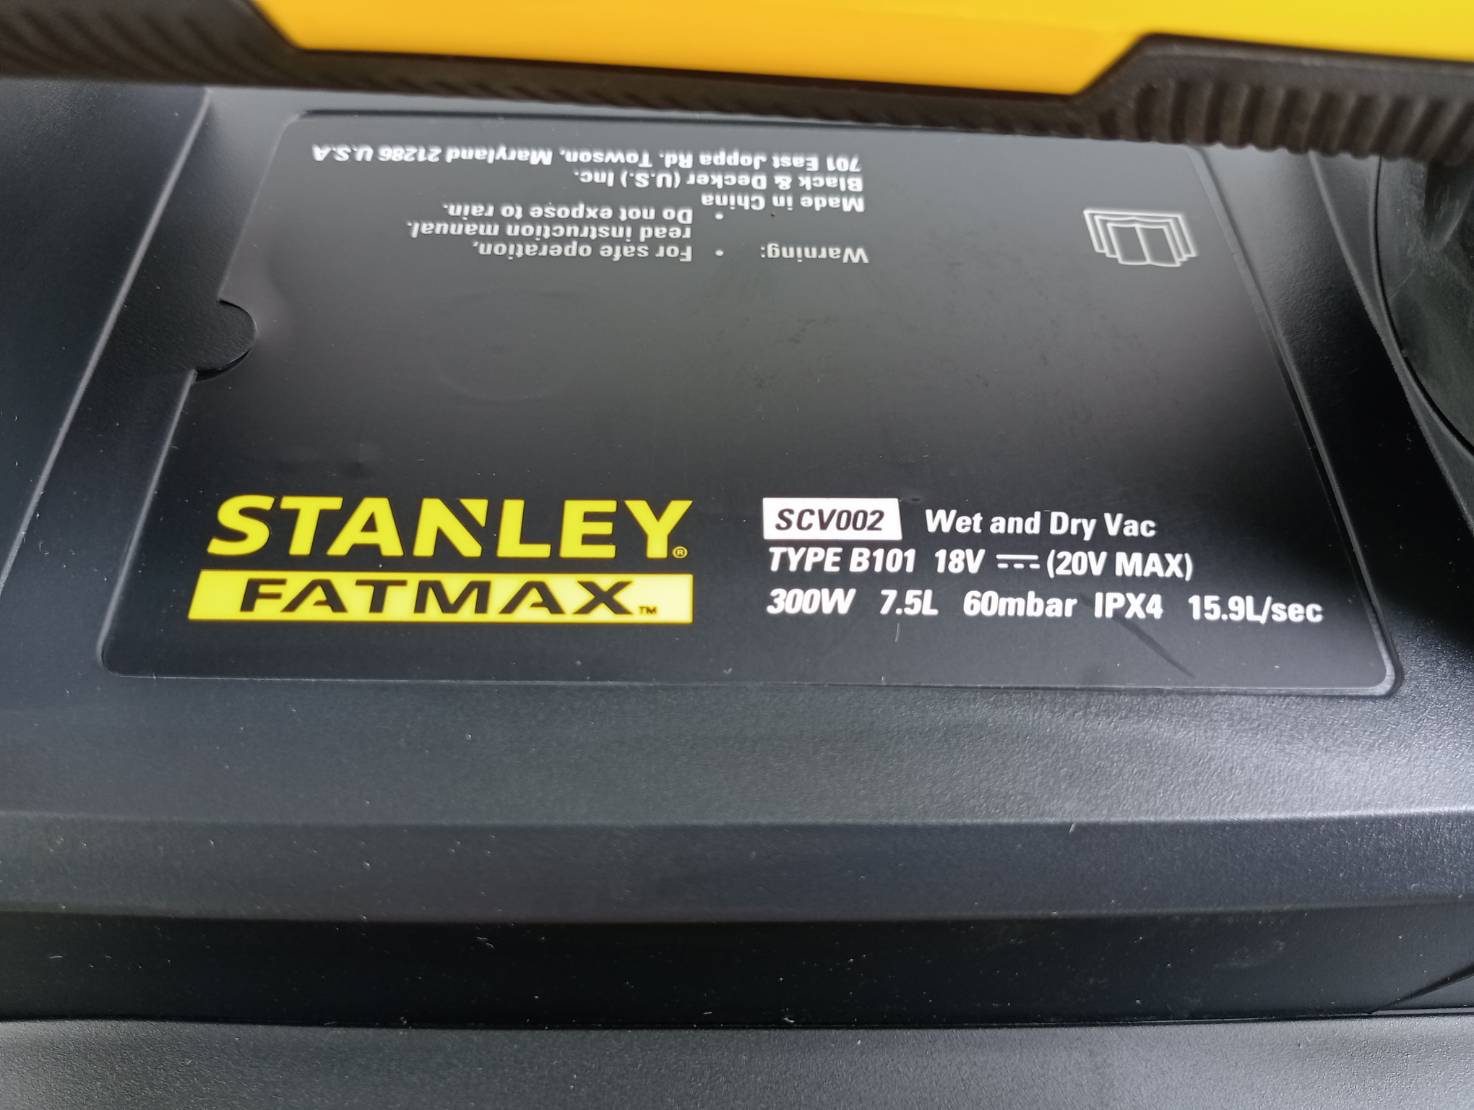 STANLEY®
FATMAX™
SCV002 Wet and Dry Vac
TYPE B101 18V ⎓ (20V MAX)
300W 7.5L 60mbar IPX4 15.9L/sec
Warning: • For safe operation,
read instruction manual.
• Do not expose to rain.
Made in China
Black & Decker (U.S.) Inc.
701 East Joppa Rd. Towson, Maryland 21286 U.S.A